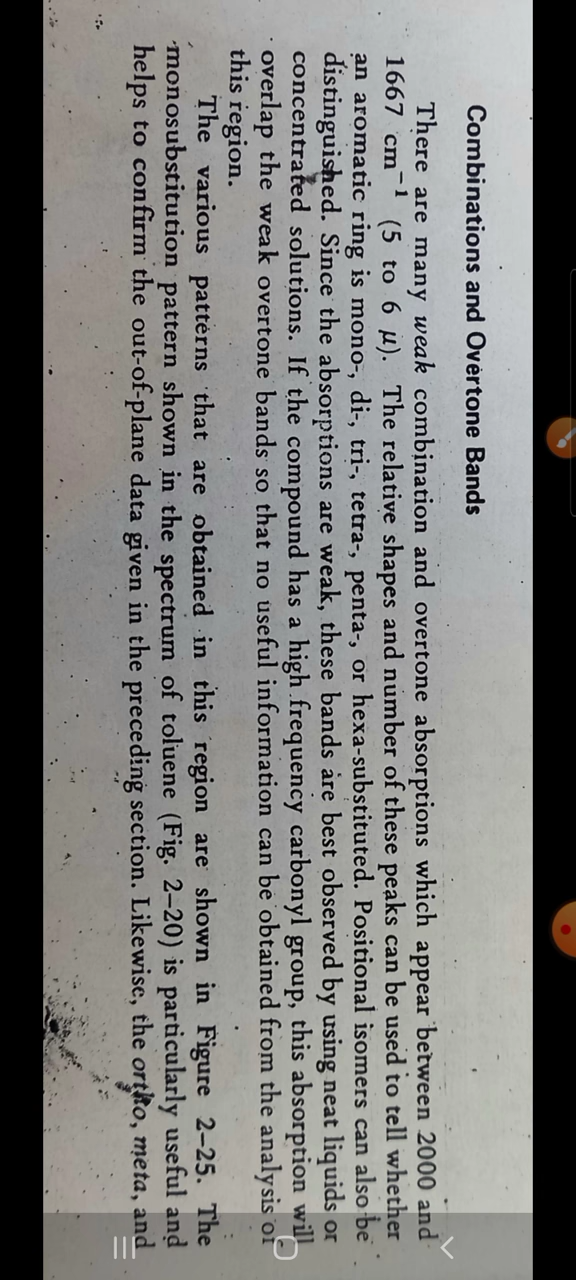 Combinations and Overtone Bands
There are many weak combination and overtone absorptions which appear between 2000 and
1667 cm⁻¹ (5 to 6 μ). The relative shapes and number of these peaks can be used to tell whether
an aromatic ring is mono-, di-, tri-, tetra-, penta-, or hexa-substituted. Positional isomers can also be
distinguished. Since the absorptions are weak, these bands are best observed by using neat liquids or
concentrated solutions. If the compound has a high frequency carbonyl group, this absorption will
overlap the weak overtone bands so that no useful information can be obtained from the analysis of
this region.
The various patterns that are obtained in this region are shown in Figure 2–25. The
monosubstitution pattern shown in the spectrum of toluene (Fig. 2–20) is particularly useful and
helps to confirm the out-of-plane data given in the preceding section. Likewise, the ortho, meta, and